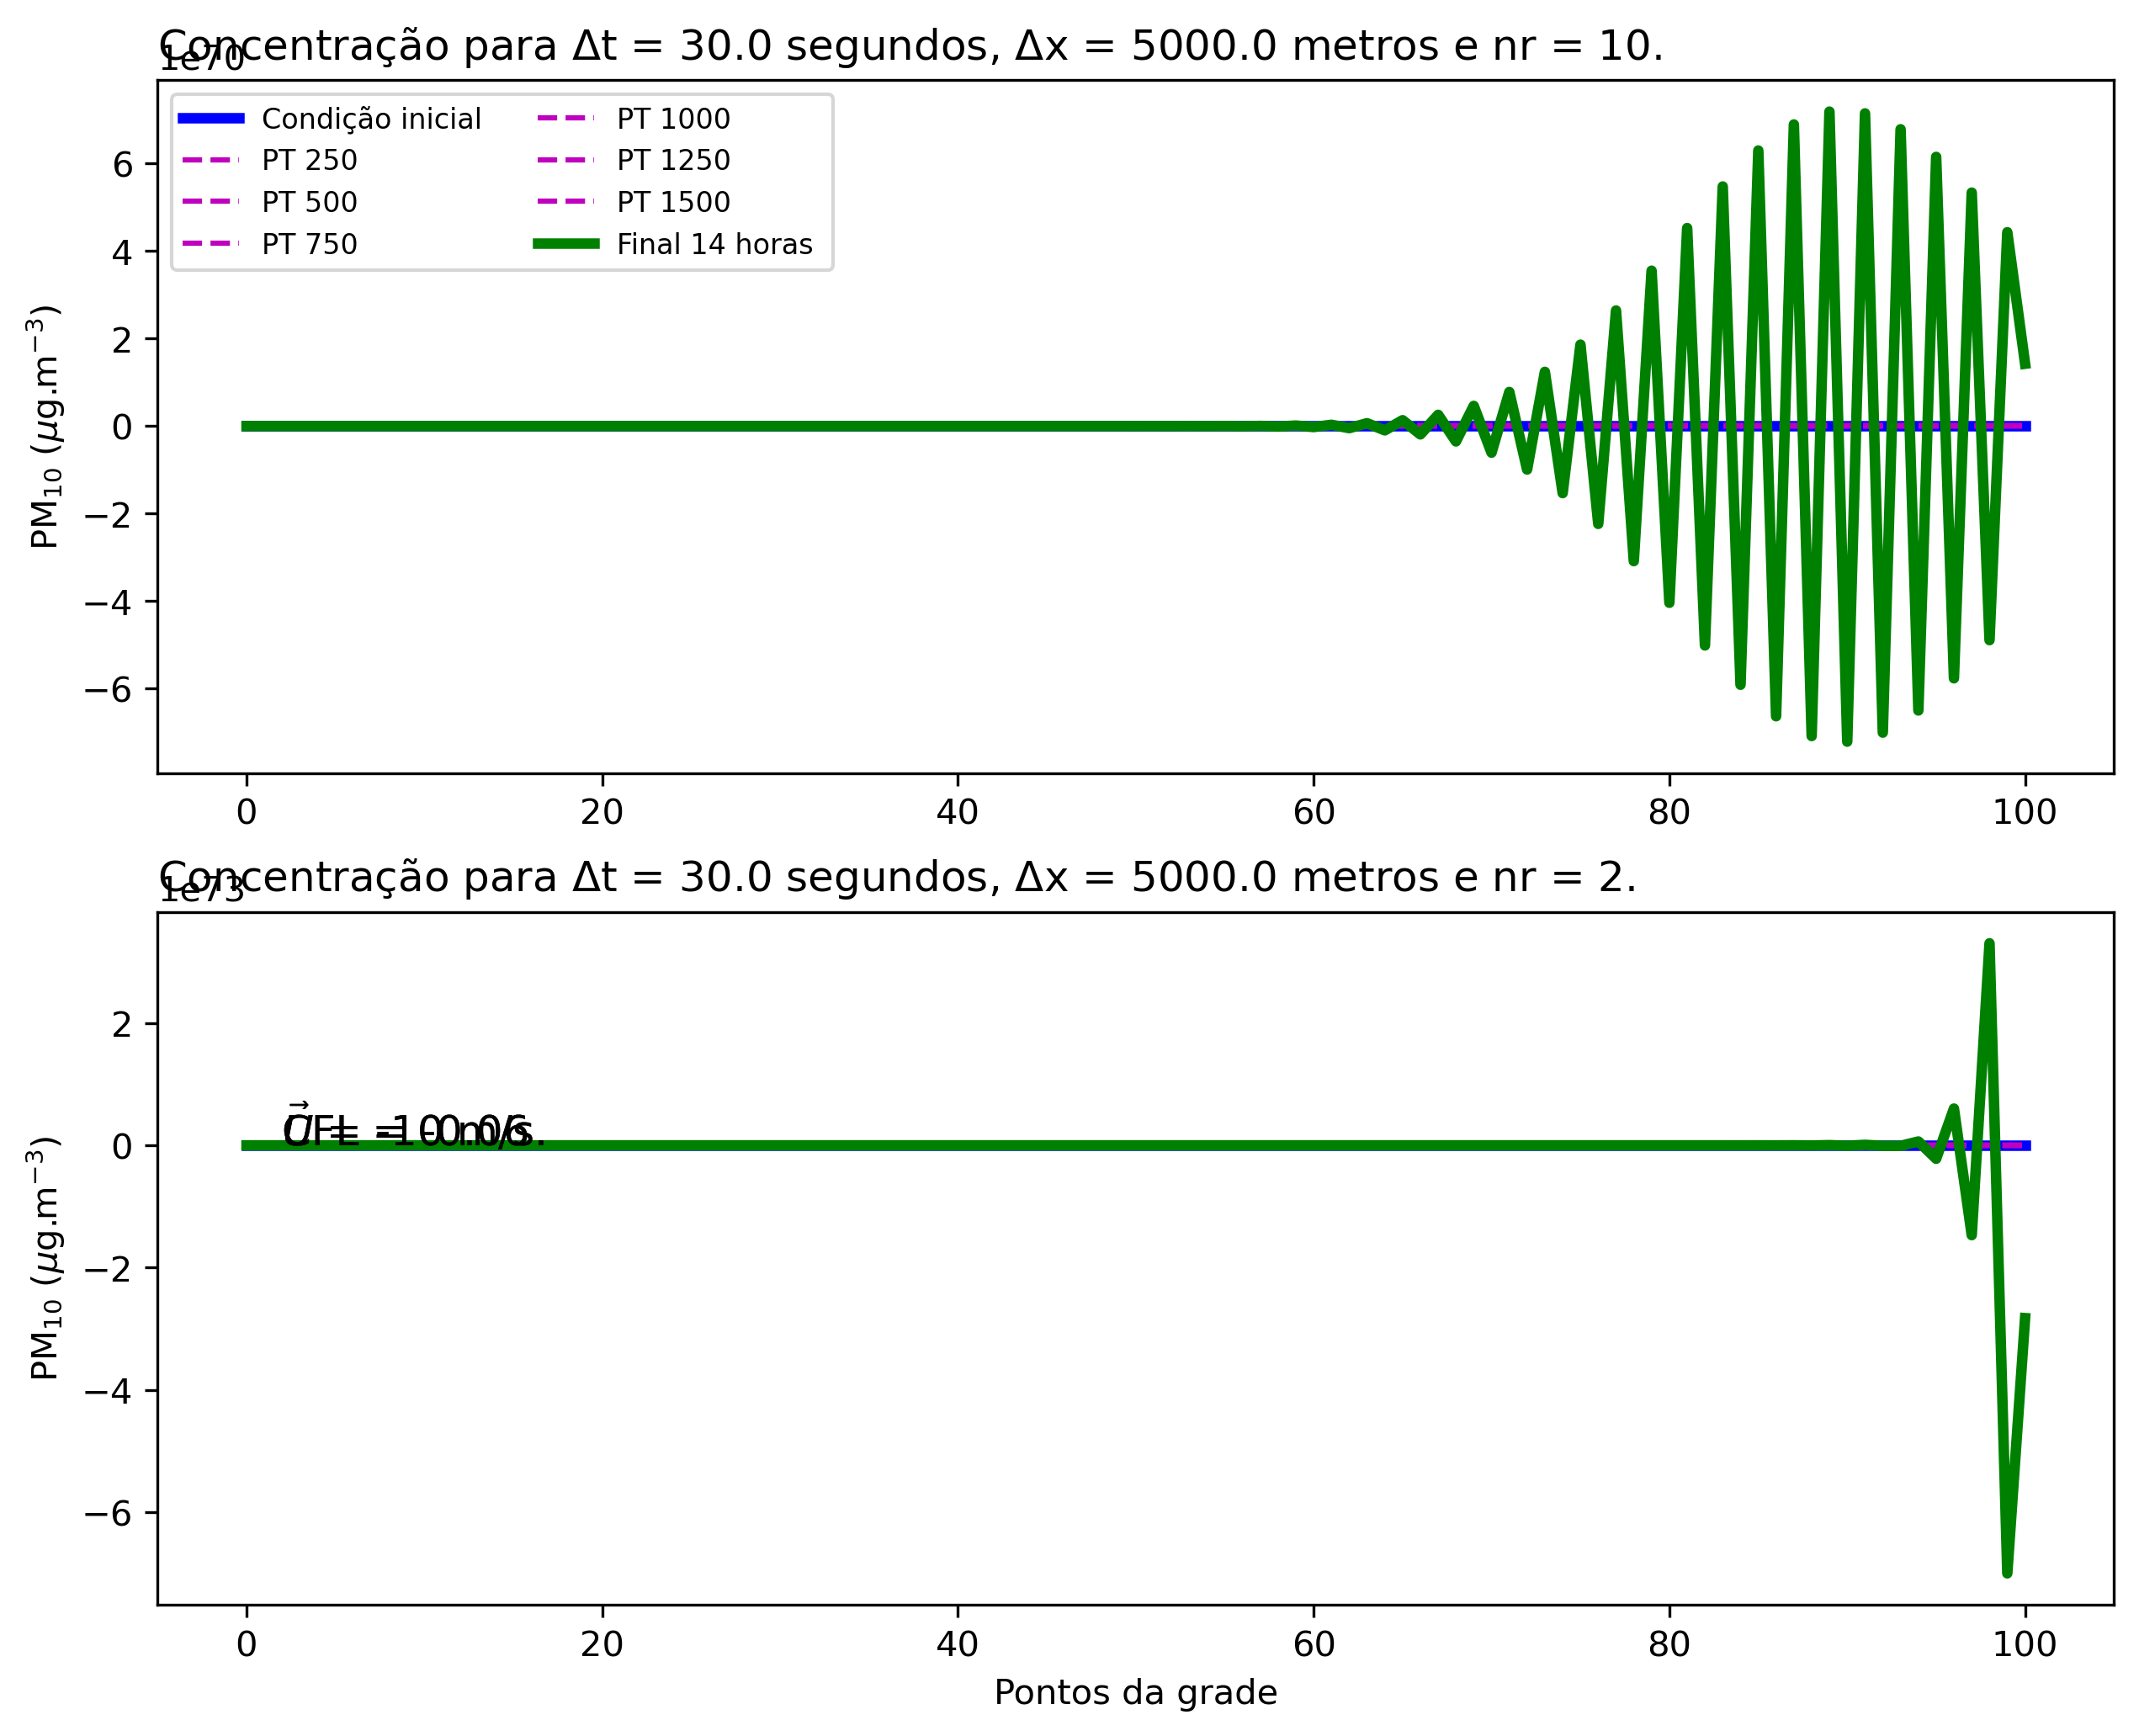 Concentração para Δt = 30.0 segundos, Δx = 5000.0 metros e nr = 10.
1e70
Condição inicial
PT 250
PT 500
PT 750
PT 1000
PT 1250
PT 1500
Final 14 horas
6
4
2
0
−2
−4
−6
PM₁₀ (μg.m⁻³)
0 20 40 60 80 100
Concentração para Δt = 30.0 segundos, Δx = 5000.0 metros e nr = 2.
1e73
2
0
−2
−4
−6
PM₁₀ (μg.m⁻³)
0 20 40 60 80 100
Pontos da grade